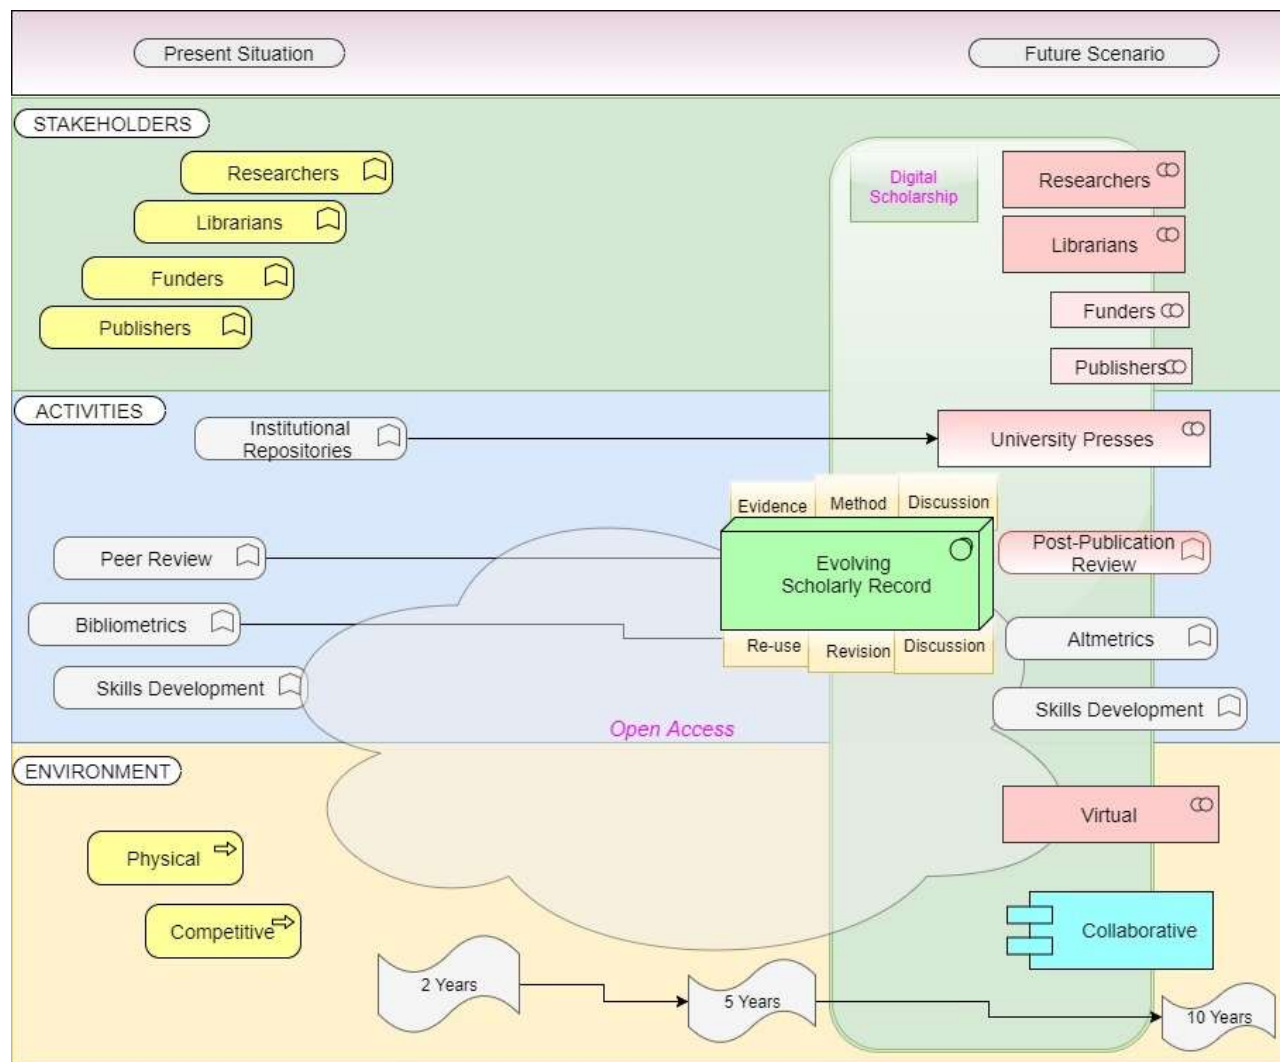 Present Situation
Future Scenario
STAKEHOLDERS
Researchers
Librarians
Funders
Publishers
Digital
Scholarship
Researchers
Librarians
Funders
Publishers
ACTIVITIES
Institutional
Repositories
University Presses
Evidence
Method
Discussion
Peer Review
Evolving
Scholarly Record
Post-Publication
Review
Bibliometrics
Re-use
Revision
Discussion
Altmetrics
Skills Development
Skills Development
Open Access
ENVIRONMENT
Virtual
Physical
Competitive
Collaborative
2 Years
5 Years
10 Years